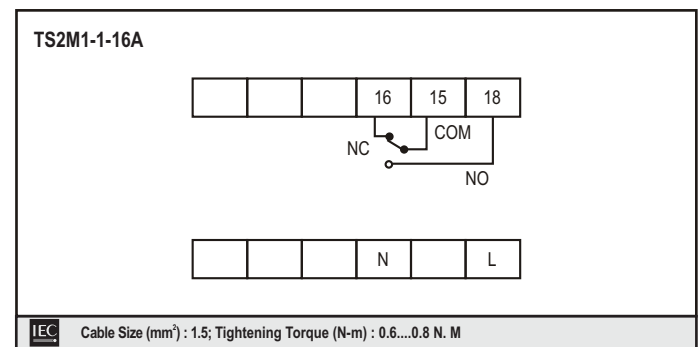 TS2M1-1-16A
16 15 18
NC COM
NO
N L
IEC Cable Size (mm²) : 1.5; Tightening Torque (N-m) : 0.6....0.8 N. M